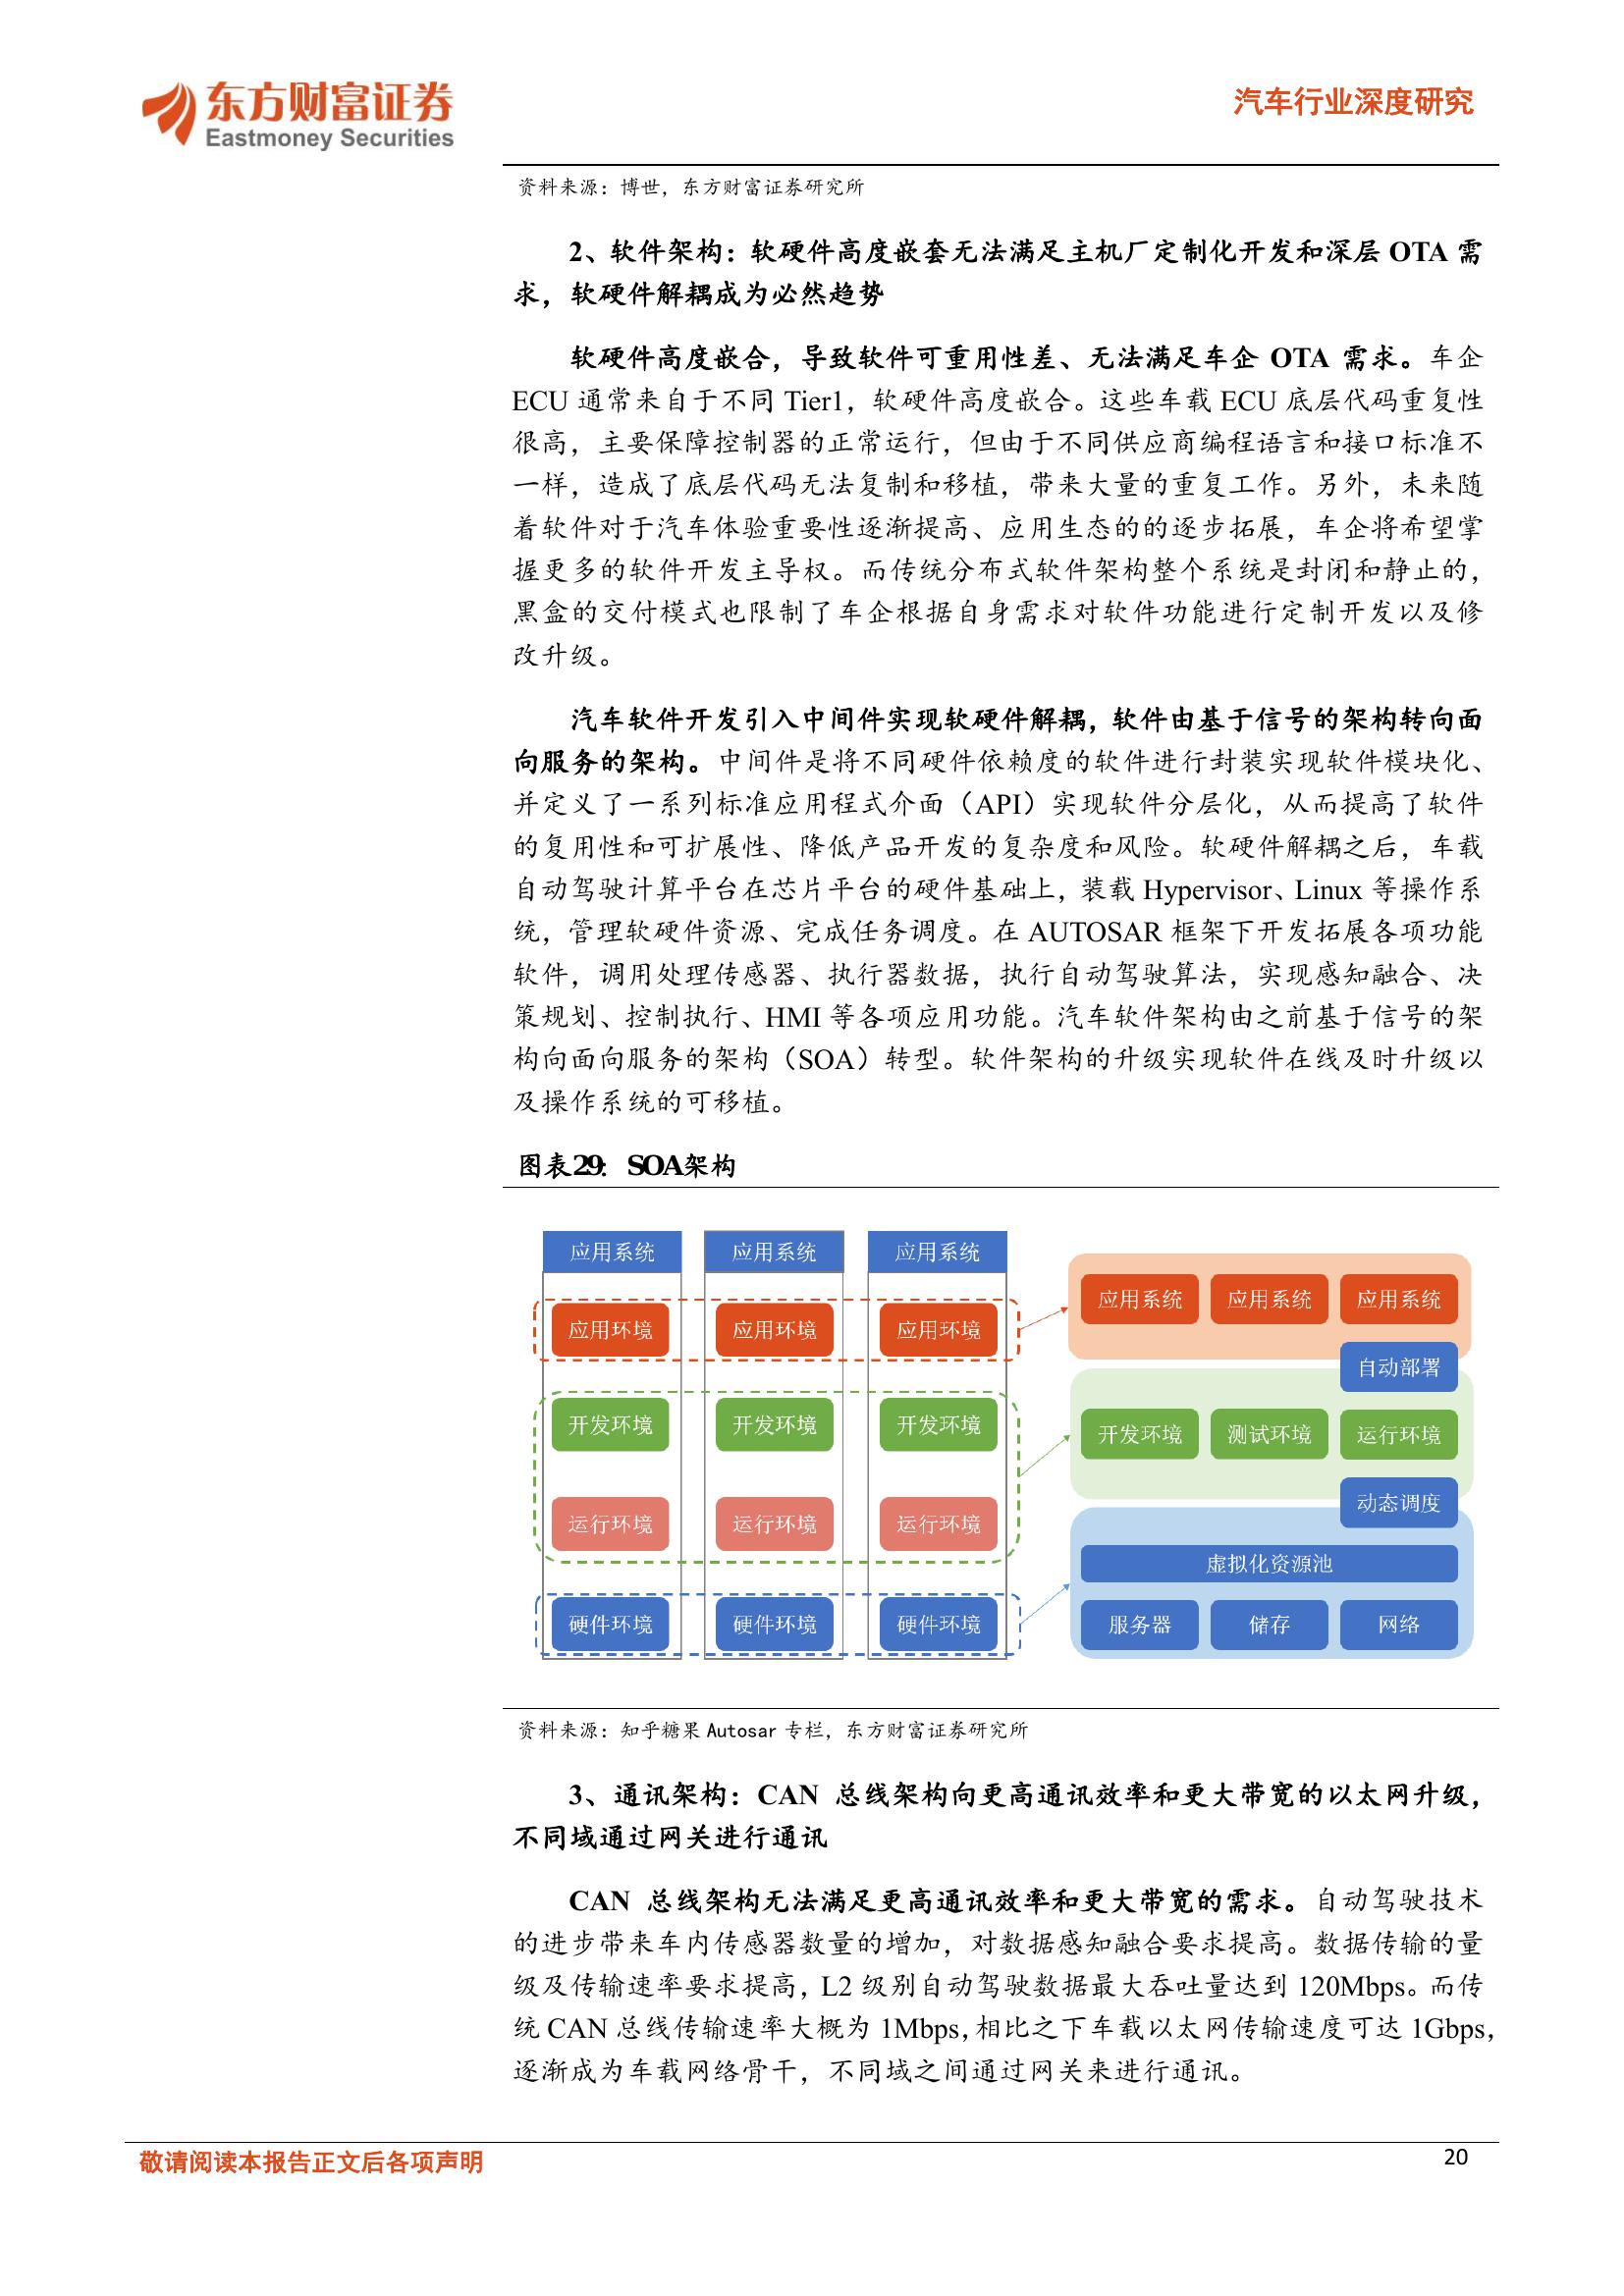 东方财富证券
Eastmoney Securities
汽车行业深度研究
资料来源：博世，东方财富证券研究所
2、软件架构：软硬件高度嵌套无法满足主机厂定制化开发和深层 OTA 需
求，软硬件解耦成为必然趋势
软硬件高度嵌合，导致软件可重用性差、无法满足车企 OTA 需求。车企
ECU 通常来自于不同 Tier1，软硬件高度嵌合。这些车载 ECU 底层代码重复性
很高，主要保障控制器的正常运行，但由于不同供应商编程语言和接口标准不
一样，造成了底层代码无法复制和移植，带来大量的重复工作。另外，未来随
着软件对于汽车体验重要性逐渐提高、应用生态的的逐步拓展，车企将希望掌
握更多的软件开发主导权。而传统分布式软件架构整个系统是封闭和静止的，
黑盒的交付模式也限制了车企根据自身需求对软件功能进行定制开发以及修
改升级。
汽车软件开发引入中间件实现软硬件解耦，软件由基于信号的架构转向面
向服务的架构。中间件是将不同硬件依赖度的软件进行封装实现软件模块化、
并定义了一系列标准应用程式介面（API）实现软件分层化，从而提高了软件
的复用性和可扩展性、降低产品开发的复杂度和风险。软硬件解耦之后，车载
自动驾驶计算平台在芯片平台的硬件基础上，装载 Hypervisor、Linux 等操作系
统，管理软硬件资源、完成任务调度。在 AUTOSAR 框架下开发拓展各项功能
软件，调用处理传感器、执行器数据，执行自动驾驶算法，实现感知融合、决
策规划、控制执行、HMI 等各项应用功能。汽车软件架构由之前基于信号的架
构向面向服务的架构（SOA）转型。软件架构的升级实现软件在线及时升级以
及操作系统的可移植。
图表29：SOA架构
应用系统 应用系统 应用系统
应用环境 应用环境 应用环境
开发环境 开发环境 开发环境
运行环境 运行环境 运行环境
硬件环境 硬件环境 硬件环境
应用系统 应用系统 应用系统
自动部署
开发环境 测试环境 运行环境
动态调度
虚拟化资源池
服务器 储存 网络
资料来源：知乎糖果 Autosar 专栏，东方财富证券研究所
3、通讯架构：CAN 总线架构向更高通讯效率和更大带宽的以太网升级，
不同域通过网关进行通讯
CAN 总线架构无法满足更高通讯效率和更大带宽的需求。自动驾驶技术
的进步带来车内传感器数量的增加，对数据感知融合要求提高。数据传输的量
级及传输速率要求提高，L2 级别自动驾驶数据最大吞吐量达到 120Mbps。而传
统 CAN 总线传输速率大概为 1Mbps，相比之下车载以太网传输速度可达 1Gbps，
逐渐成为车载网络骨干，不同域之间通过网关来进行通讯。
敬请阅读本报告正文后各项声明
20